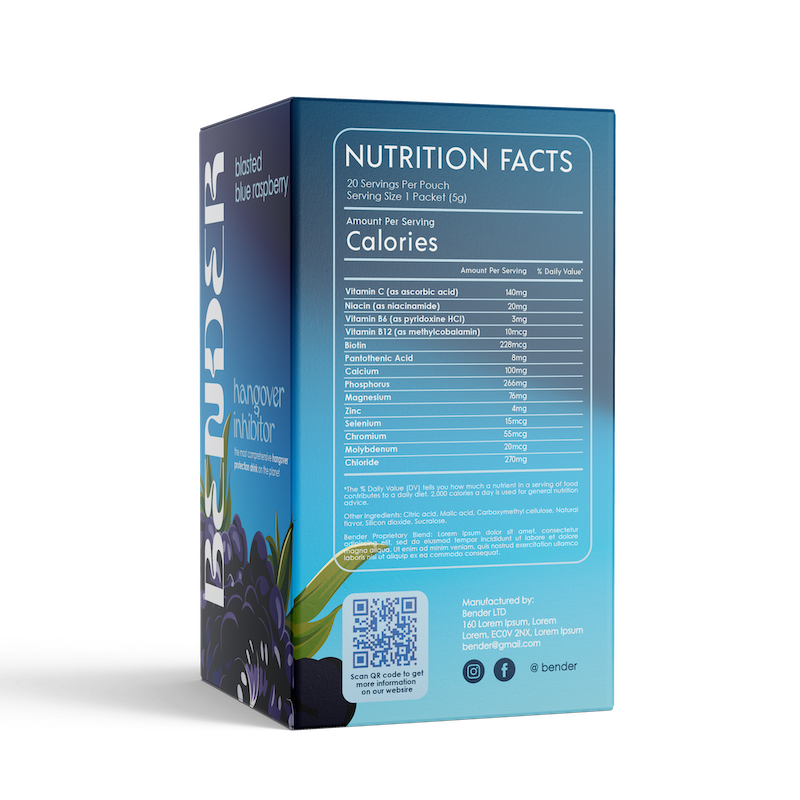 BENDER
blasted
blue raspberry
hangover
inhibitor
the most comprehensive hangover
protection drink on the planet
NUTRITION FACTS
20 Servings Per Pouch
Serving Size 1 Packet (5g)
Amount Per Serving
Calories
Amount Per Serving % Daily Value*
Vitamin C (as ascorbic acid) 140mg
Niacin (as niacinamide) 20mg
Vitamin B6 (as pyridoxine HCl) 3mg
Vitamin B12 (as methylcobalamin) 10mcg
Biotin 228mcg
Pantothenic Acid 8mg
Calcium 100mg
Phosphorus 266mg
Magnesium 76mg
Zinc 4mg
Selenium 15mcg
Chromium 55mcg
Molybdenum 20mcg
Chloride 270mg
*The % Daily Value (DV) tells you how much a nutrient in a serving of food
contributes to a daily diet. 2,000 calories a day is used for general nutrition
advice.
Other Ingredients: Citric acid, Malic acid, Carboxymethyl cellulose, Natural
flavor, Silicon dioxide, Sucralose.
Bender Proprietary Blend: Lorem ipsum dolor sit amet, consectetur
adipiscing elit, sed do eiusmod tempor incididunt ut labore et dolore
magna aliqua. Ut enim ad minim veniam, quis nostrud exercitation ullamco
laboris nisi ut aliquip ex ea commodo consequat.
Scan QR code to get
more information
on our websire
Manufactured by:
Bender LTD
160 Lorem Ipsum, Lorem
Lorem, EC0V 2NX, Lorem Ipsum
bender@gmail.com
@ bender